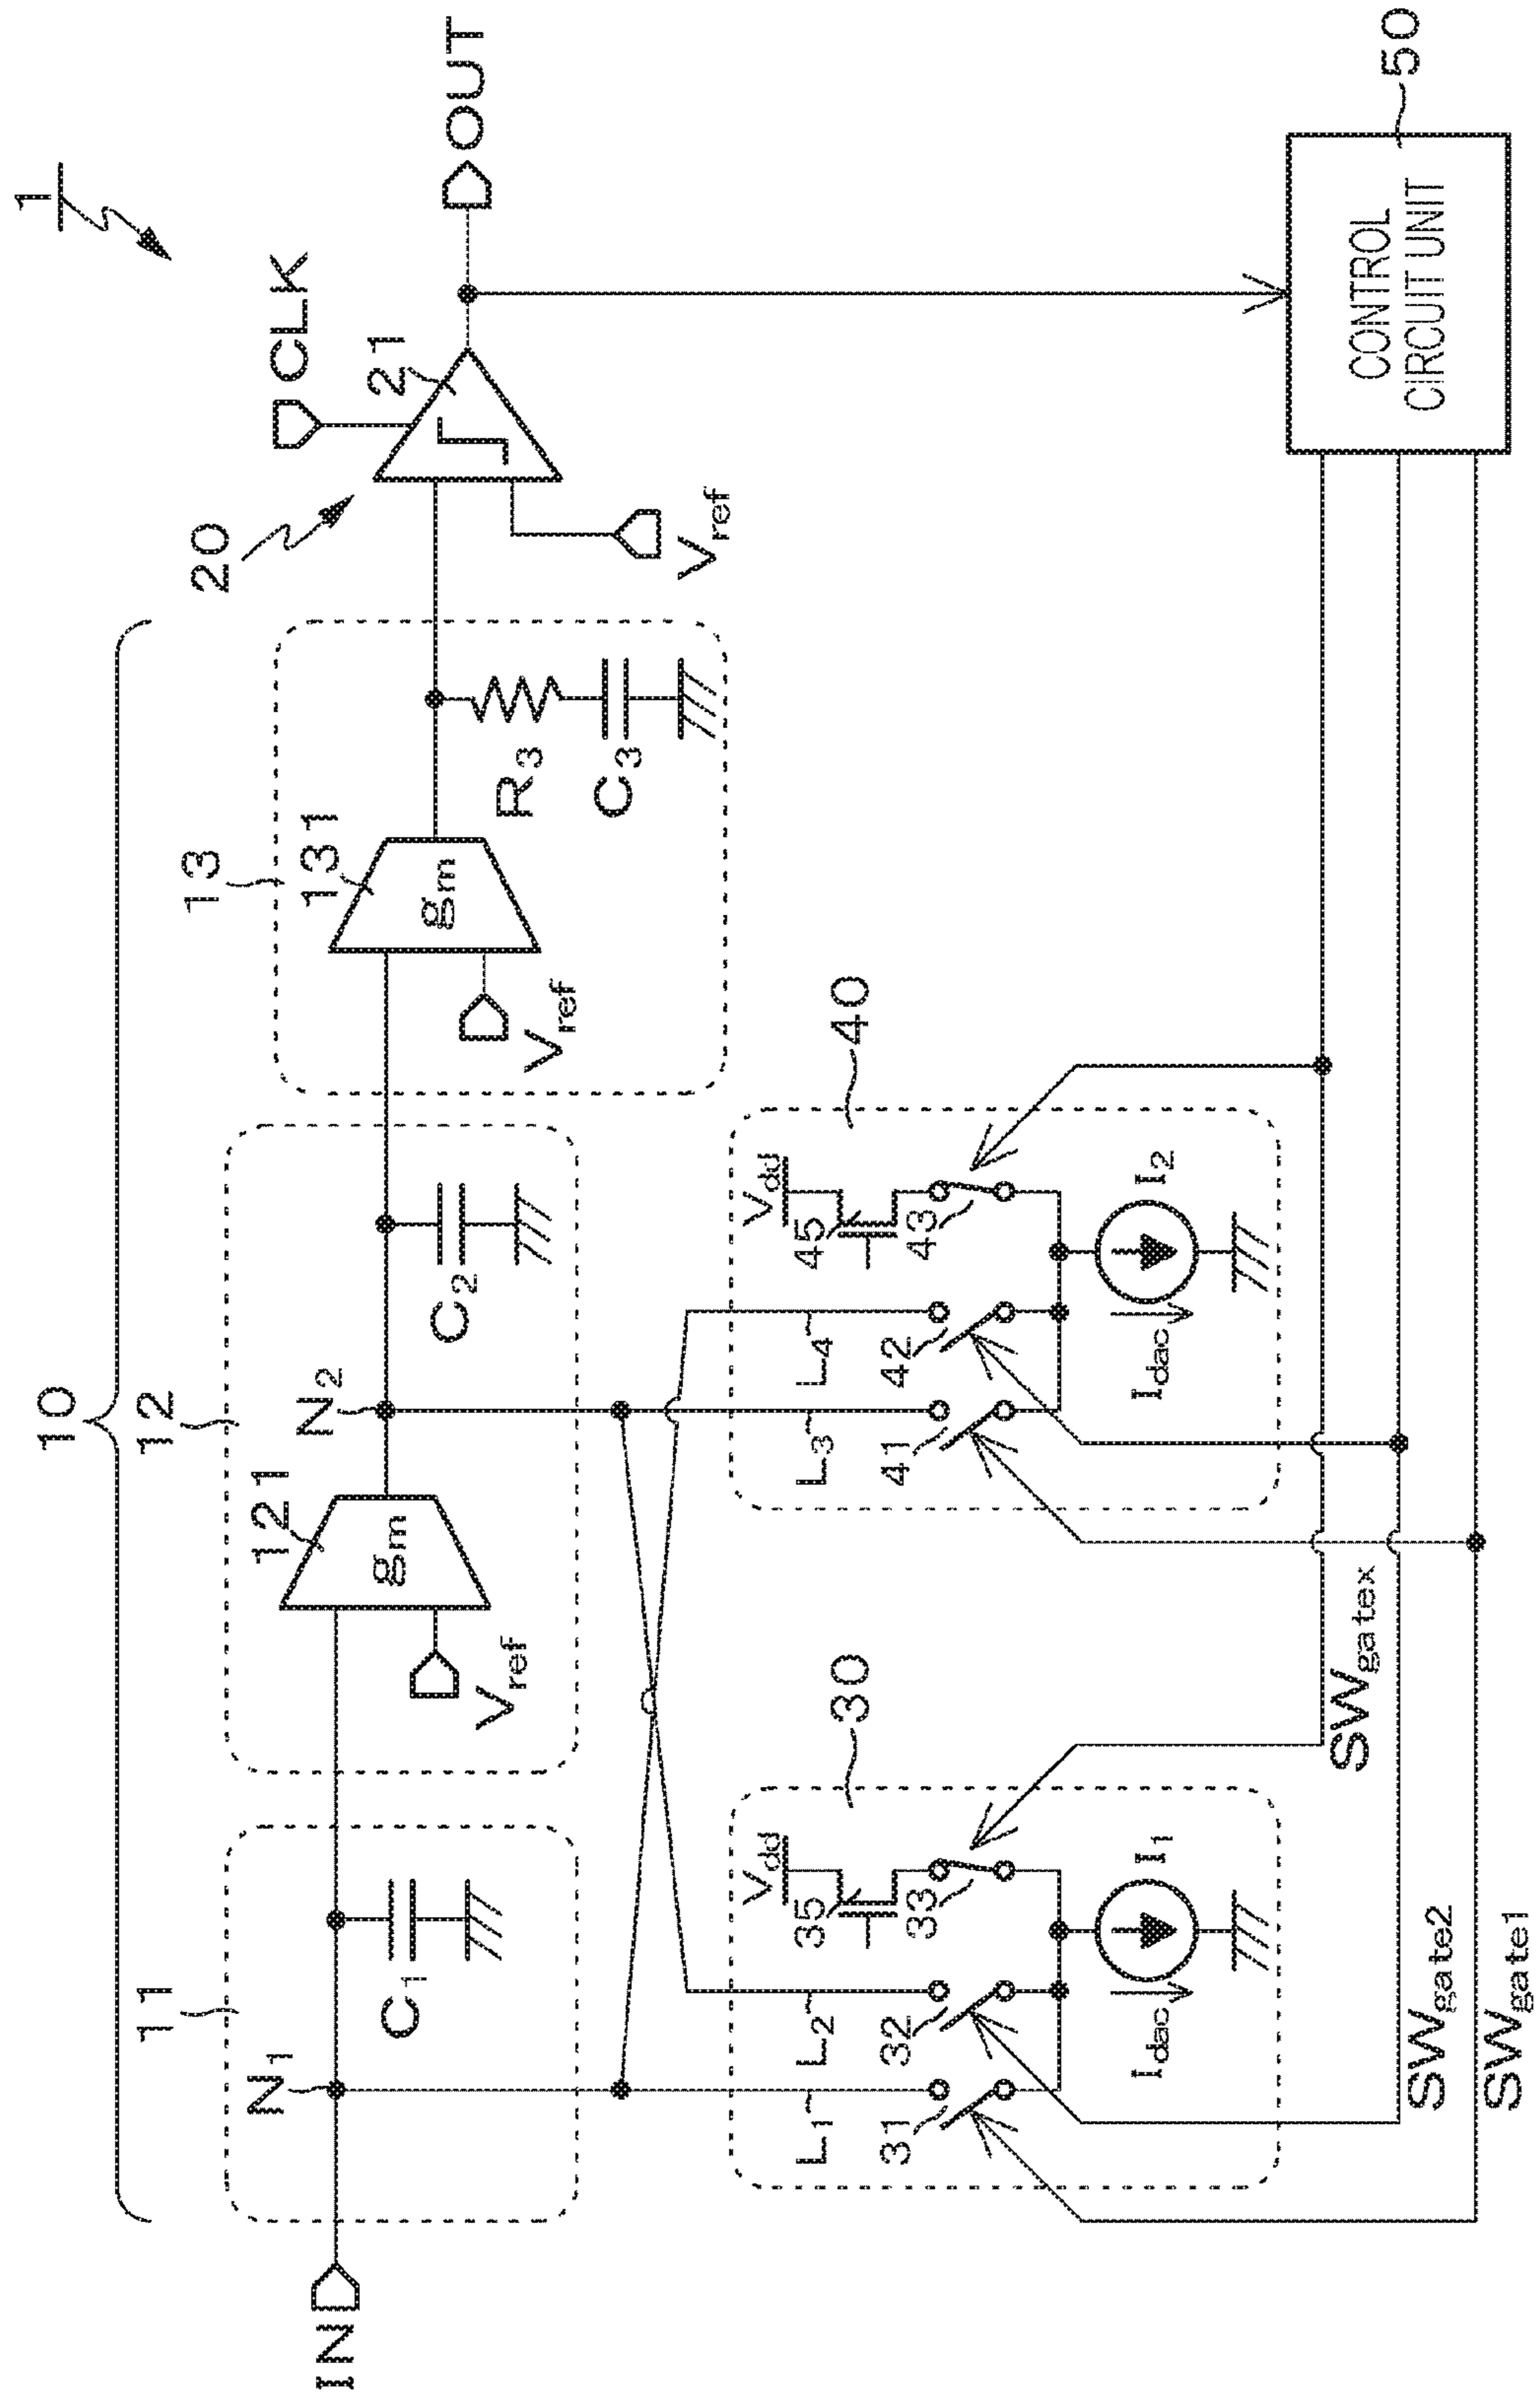 1
10
11
12
13
20
CLK
N₁
N₂
121
131
21
IN
OUT
C₁
gm
C₂
gm
R₃
C₃
Vref
Vref
Vref
30
40
L₁
L₂
Vdd
L₃
L₄
Vdd
31
32
33
35
41
42
43
45
Idac
I₁
Idac
I₂
CONTROL
CIRCUIT UNIT
50
SWgatex
SWgate2
SWgate1